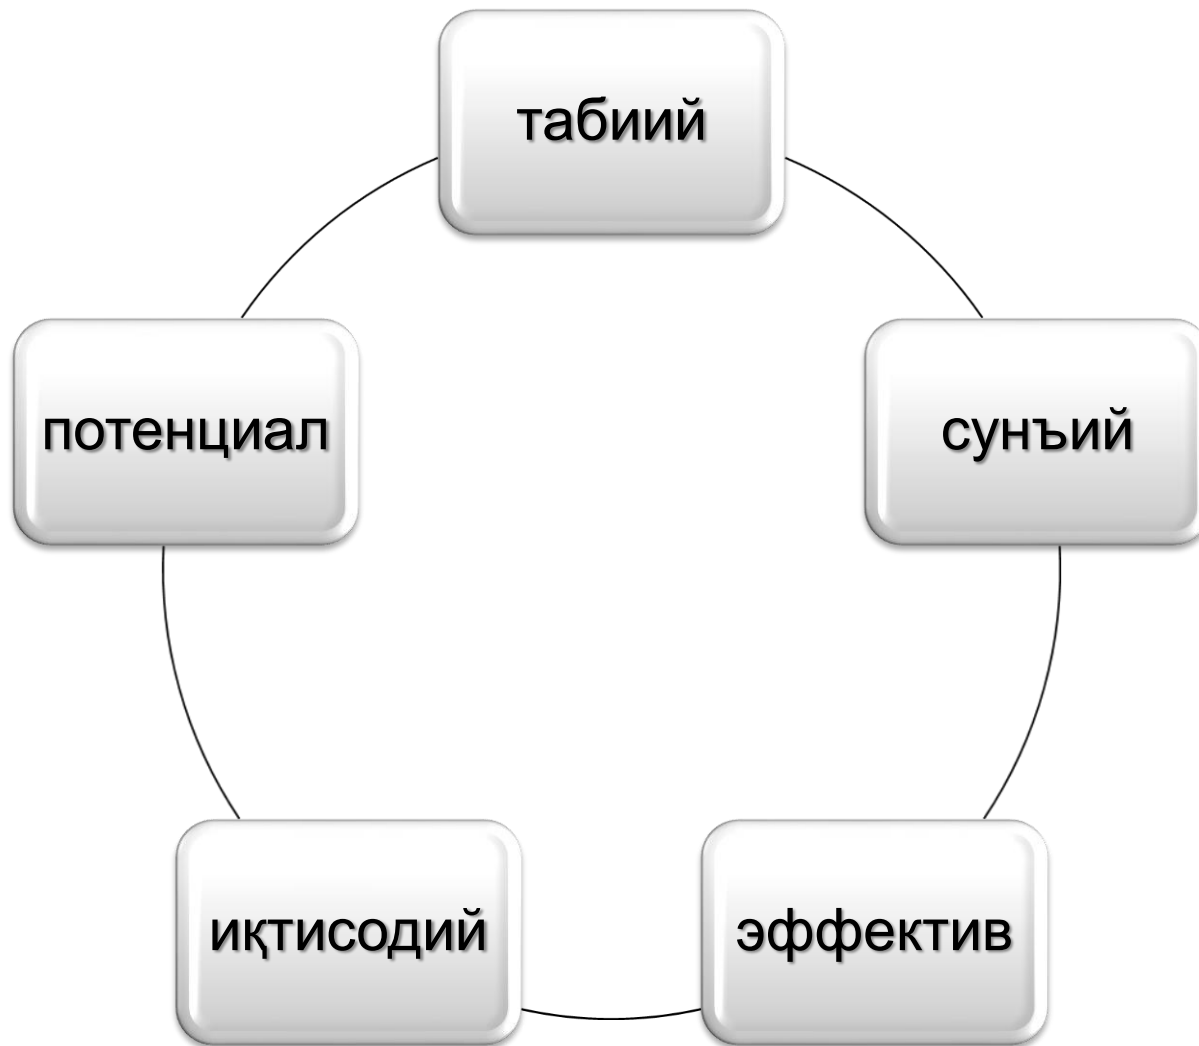 табиий
сунъий
эффектив
иқтисодий
потенциал